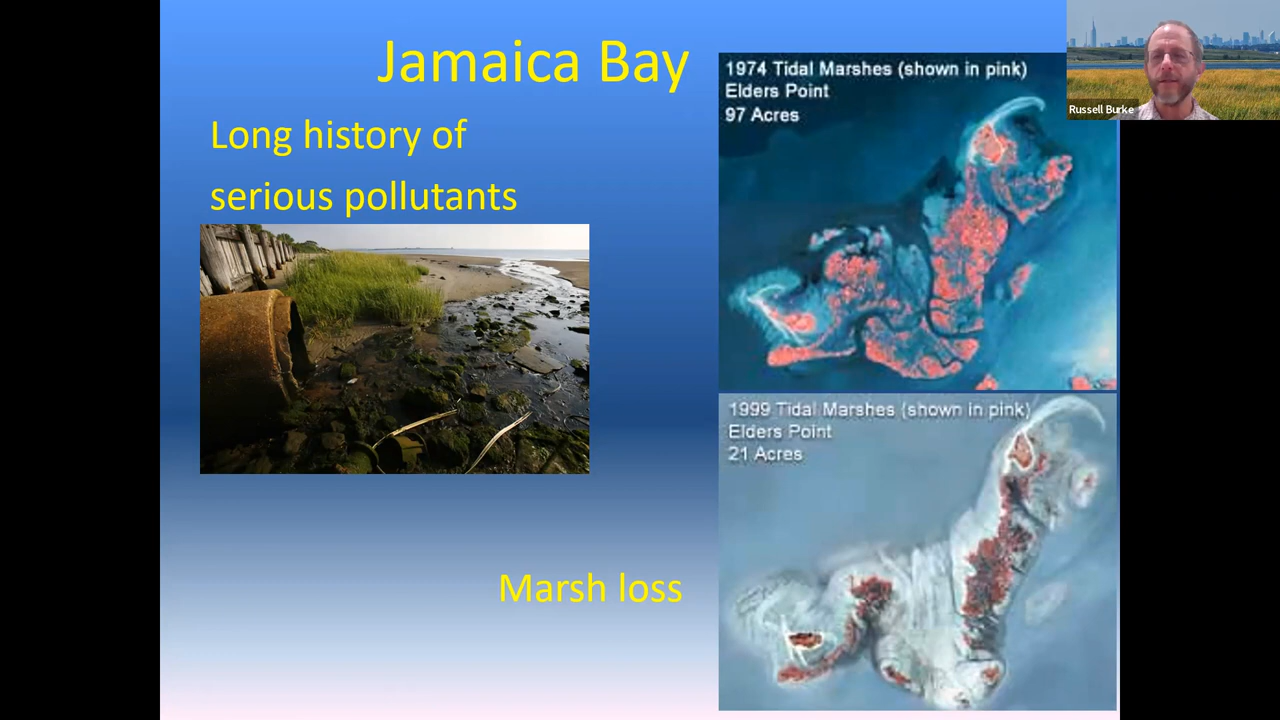 Jamaica Bay
Long history of
serious pollutants
1974 Tidal Marshes (shown in pink)
Elders Point
97 Acres
Russell Burke
1999 Tidal Marshes (shown in pink)
Elders Point
21 Acres
Marsh loss